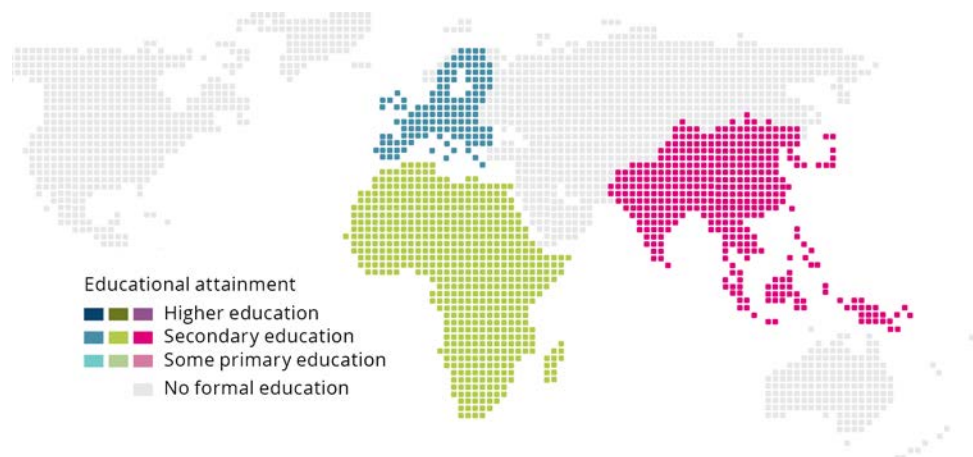 Educational attainment
Higher education
Secondary education
Some primary education
No formal education